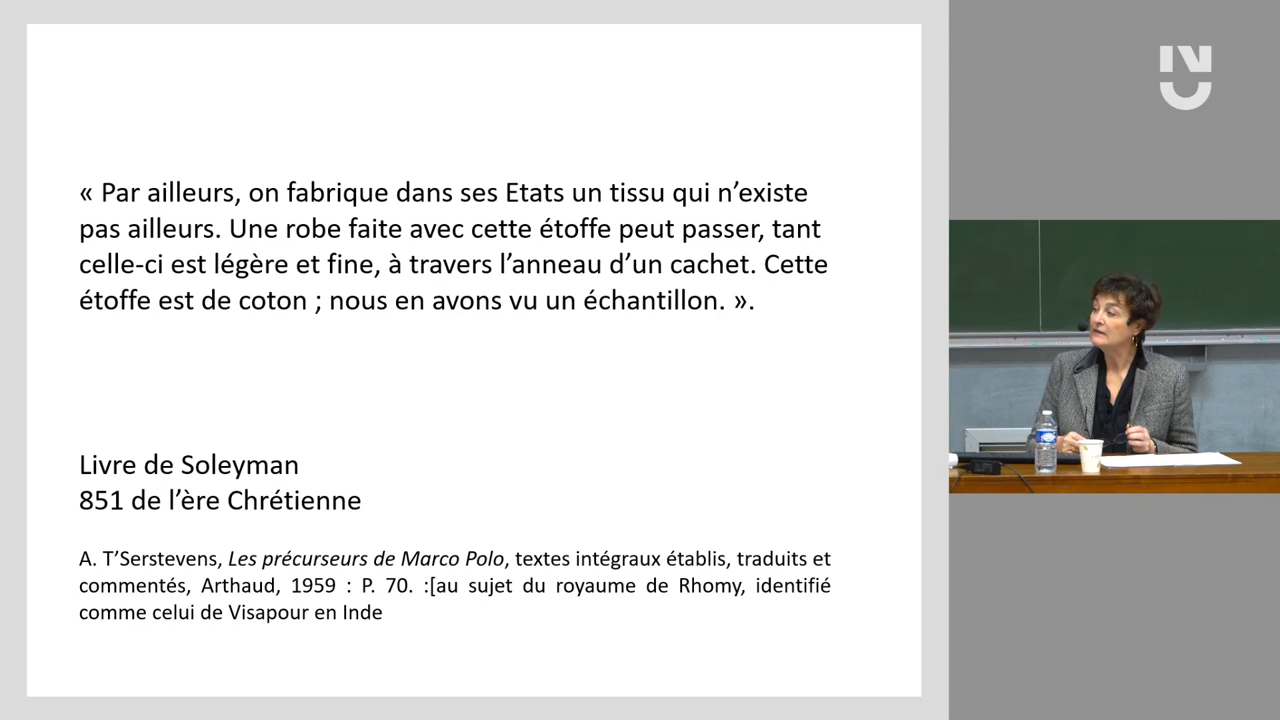 « Par ailleurs, on fabrique dans ses Etats un tissu qui n’existe
pas ailleurs. Une robe faite avec cette étoffe peut passer, tant
celle-ci est légère et fine, à travers l’anneau d’un cachet. Cette
étoffe est de coton ; nous en avons vu un échantillon. ».
Livre de Soleyman
851 de l’ère Chrétienne
A. T’Serstevens, Les précurseurs de Marco Polo, textes intégraux établis, traduits et
commentés, Arthaud, 1959 : P. 70. :[au sujet du royaume de Rhomy, identifié
comme celui de Visapour en Inde